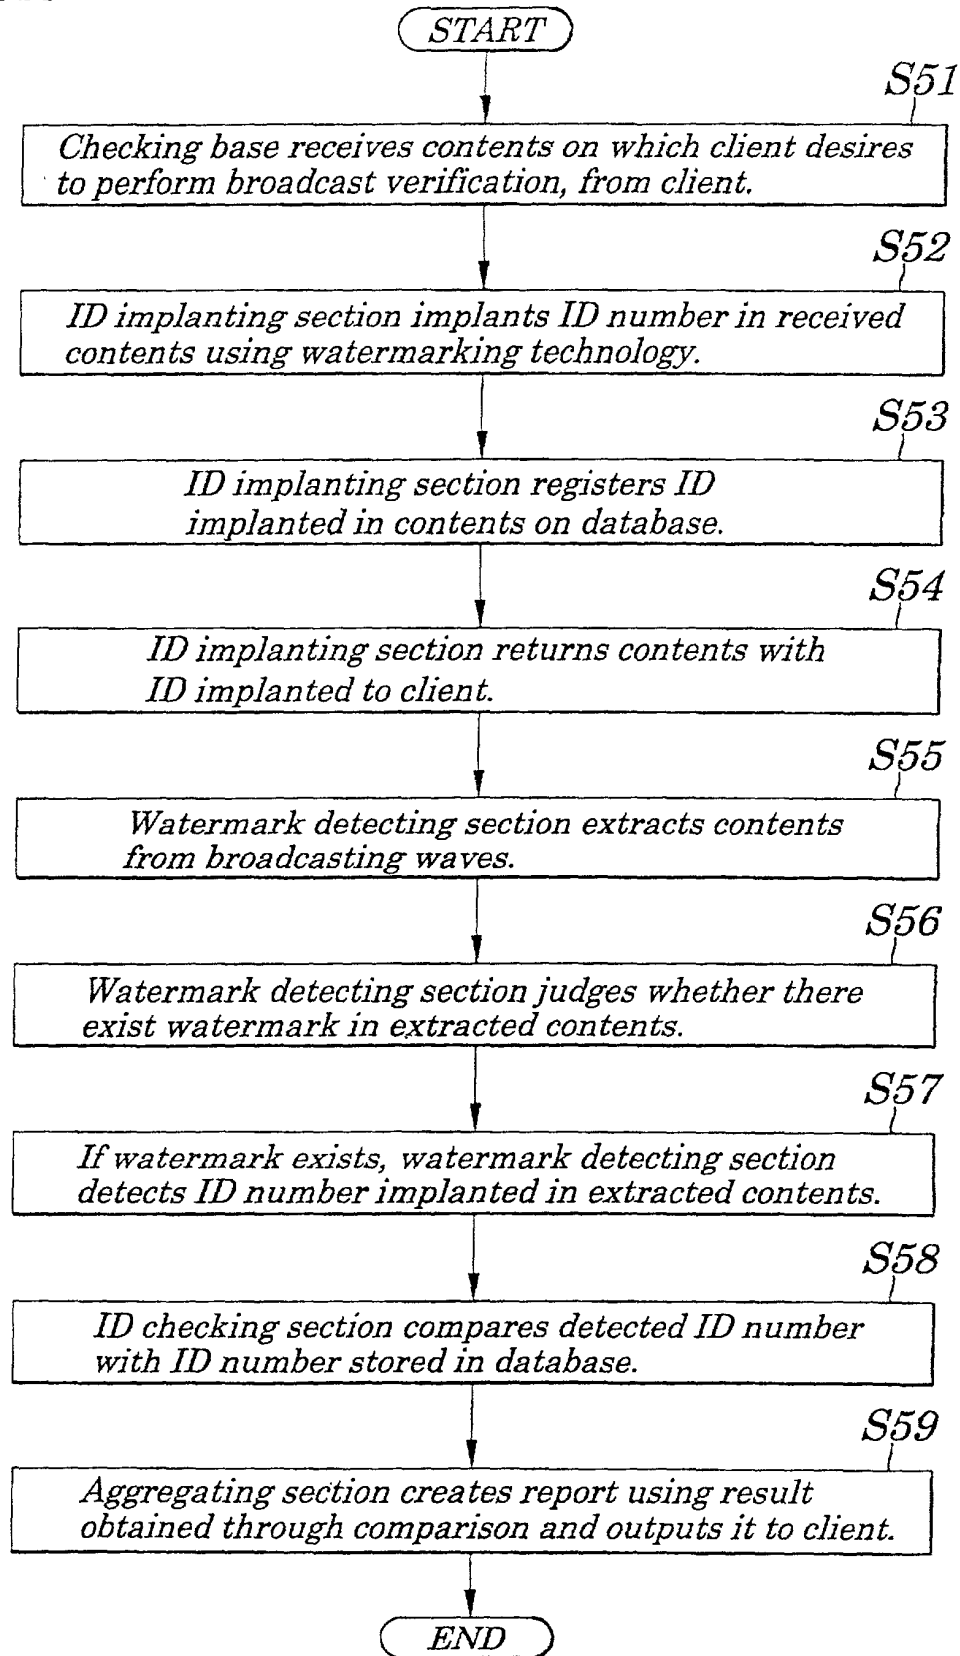 START
S51
Checking base receives contents on which client desires
to perform broadcast verification, from client.
S52
ID implanting section implants ID number in received
contents using watermarking technology.
S53
ID implanting section registers ID
implanted in contents on database.
S54
ID implanting section returns contents with
ID implanted to client.
S55
Watermark detecting section extracts contents
from broadcasting waves.
S56
Watermark detecting section judges whether there
exist watermark in extracted contents.
S57
If watermark exists, watermark detecting section
detects ID number implanted in extracted contents.
S58
ID checking section compares detected ID number
with ID number stored in database.
S59
Aggregating section creates report using result
obtained through comparison and outputs it to client.
END